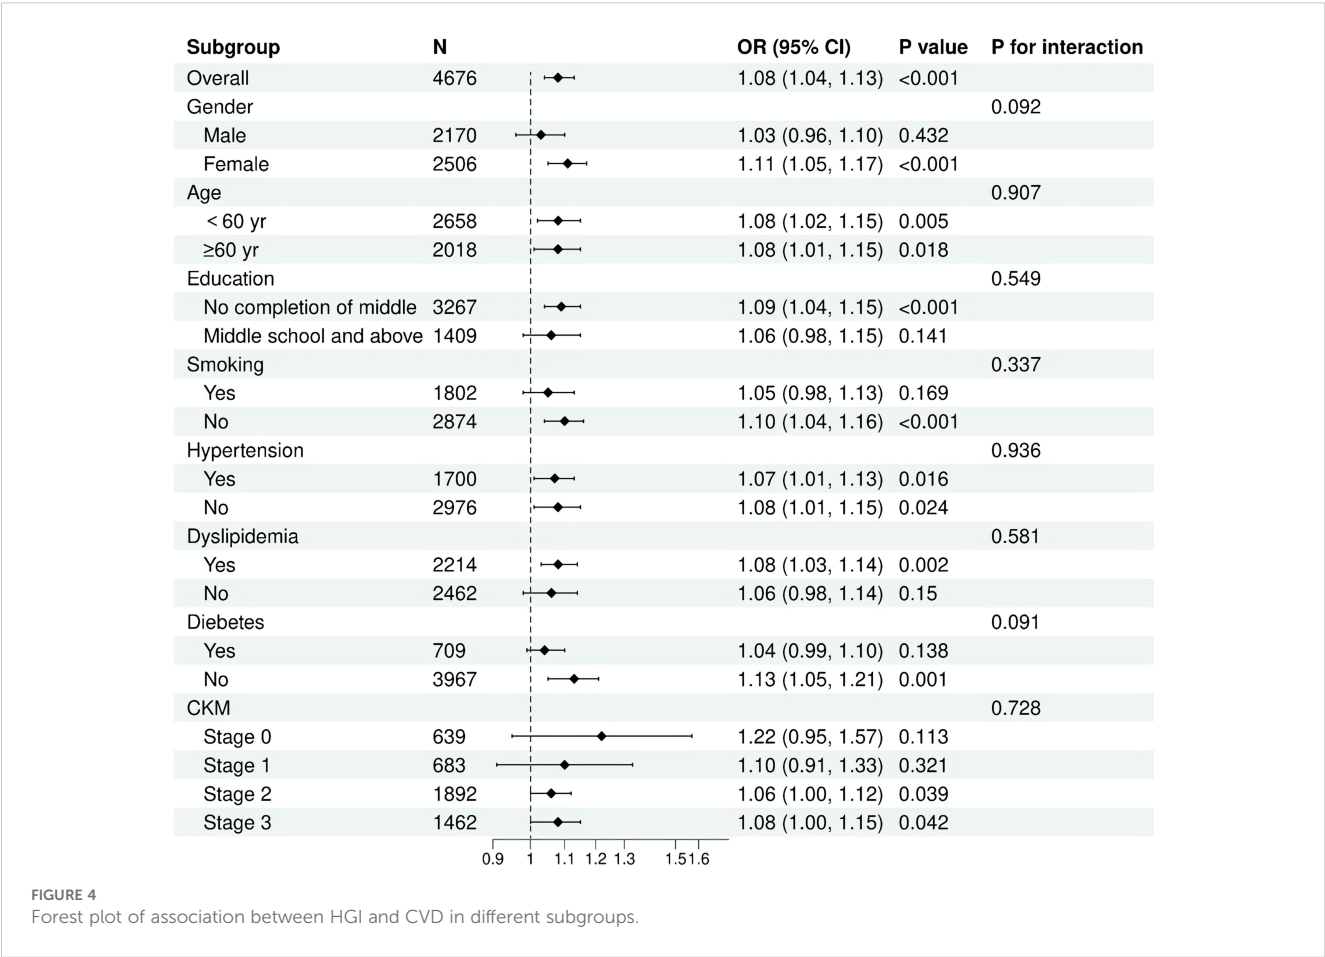 Subgroup N OR (95% CI) P value P for interaction
Overall 4676 1.08 (1.04, 1.13) <0.001
Gender 0.092
Male 2170 1.03 (0.96, 1.10) 0.432
Female 2506 1.11 (1.05, 1.17) <0.001
Age 0.907
< 60 yr 2658 1.08 (1.02, 1.15) 0.005
≥60 yr 2018 1.08 (1.01, 1.15) 0.018
Education 0.549
No completion of middle 3267 1.09 (1.04, 1.15) <0.001
Middle school and above 1409 1.06 (0.98, 1.15) 0.141
Smoking 0.337
Yes 1802 1.05 (0.98, 1.13) 0.169
No 2874 1.10 (1.04, 1.16) <0.001
Hypertension 0.936
Yes 1700 1.07 (1.01, 1.13) 0.016
No 2976 1.08 (1.01, 1.15) 0.024
Dyslipidemia 0.581
Yes 2214 1.08 (1.03, 1.14) 0.002
No 2462 1.06 (0.98, 1.14) 0.15
Diebetes 0.091
Yes 709 1.04 (0.99, 1.10) 0.138
No 3967 1.13 (1.05, 1.21) 0.001
CKM 0.728
Stage 0 639 1.22 (0.95, 1.57) 0.113
Stage 1 683 1.10 (0.91, 1.33) 0.321
Stage 2 1892 1.06 (1.00, 1.12) 0.039
Stage 3 1462 1.08 (1.00, 1.15) 0.042
0.9 1 1.1 1.2 1.3 1.5 1.6
FIGURE 4
Forest plot of association between HGI and CVD in different subgroups.